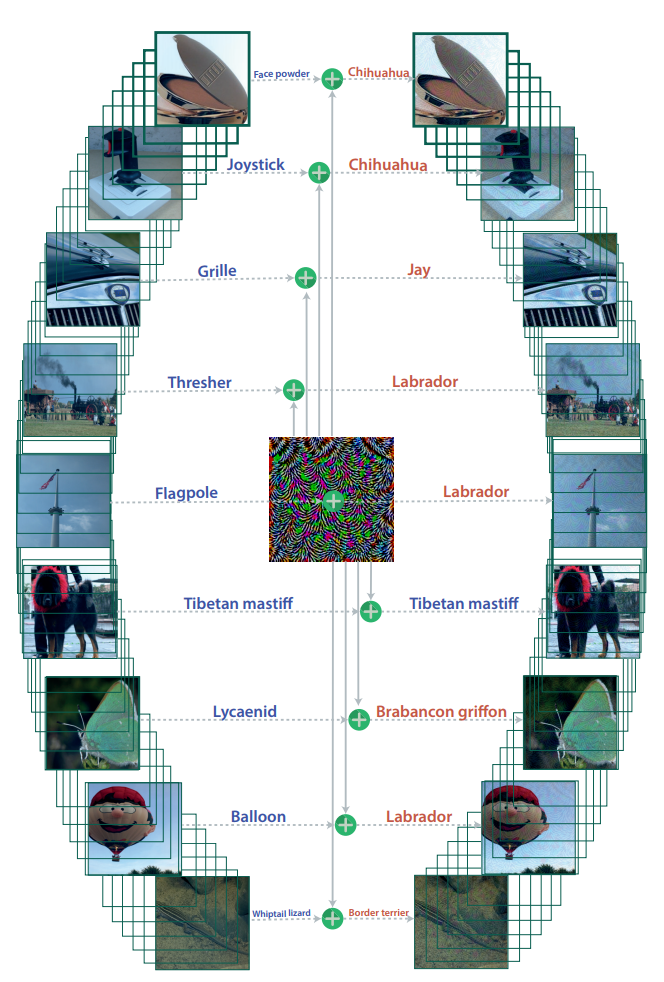 Face powder Chihuahua
Joystick Chihuahua
Grille Jay
Thresher Labrador
Flagpole Labrador
Tibetan mastiff Tibetan mastiff
Lycaenid Brabancon griffon
Balloon Labrador
Whiptail lizard Border terrier